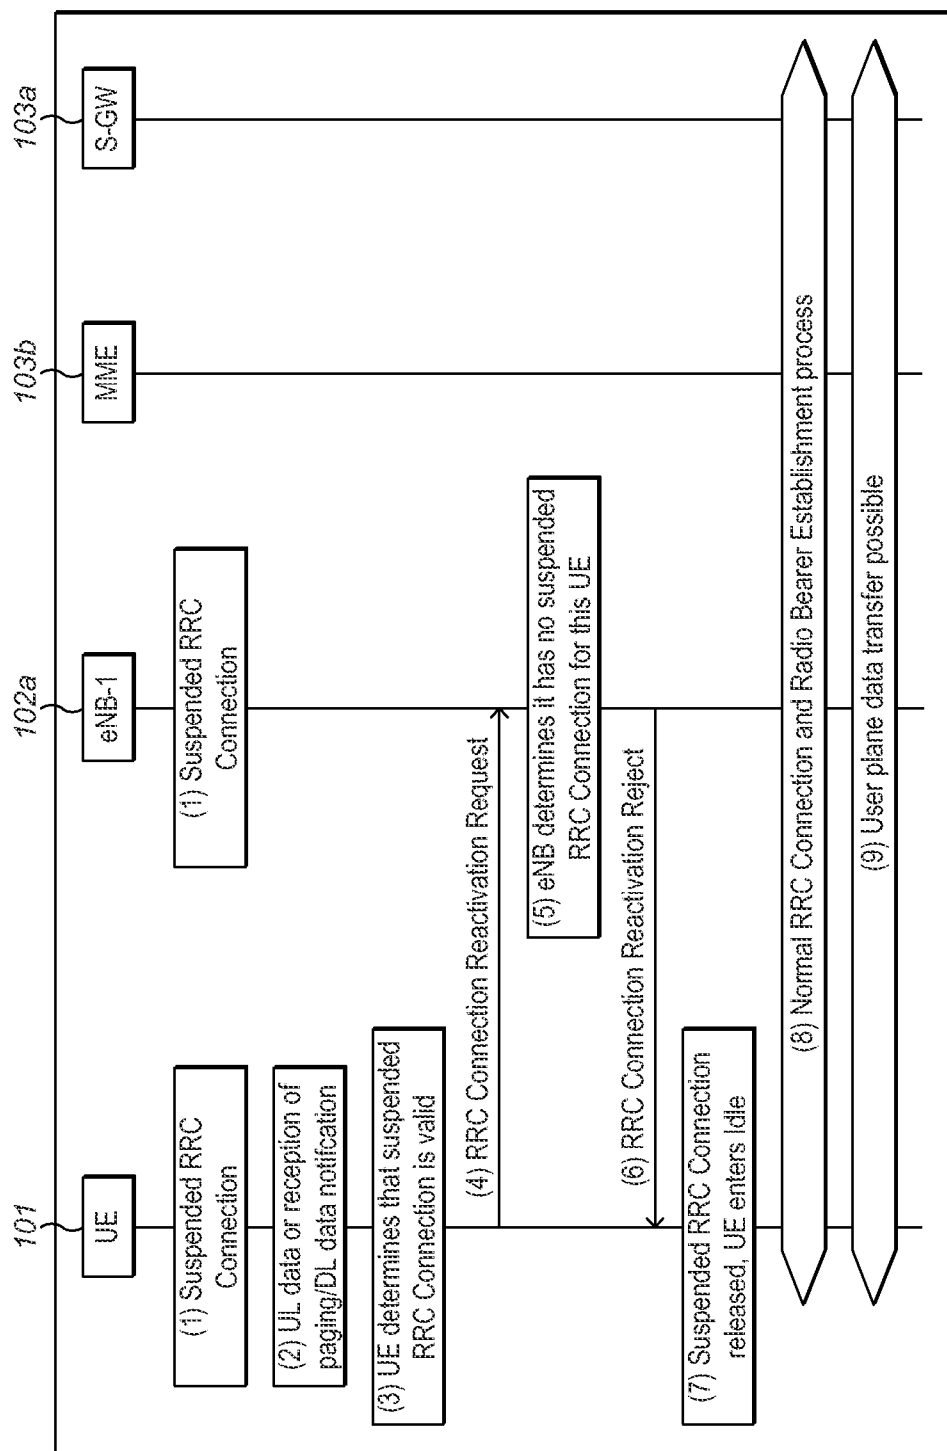 101
102a
103b
103a
UE
eNB-1
MME
S-GW
(1) Suspended RRC
Connection
(1) Suspended RRC
Connection
(2) UL data or reception of
paging/DL data notifcation
(3) UE determines that suspended
RRC Connection is valid
(4) RRC Connection Reactivation Request
(5) eNB determines it has no suspended
RRC Connection for this UE
(6) RRC Connection Reactivation Reject
(7) Suspended RRC Connection
released, UE enters Idle
(8) Normal RRC Connection and Radio Bearer Establishment process
(9) User plane data transfer possible